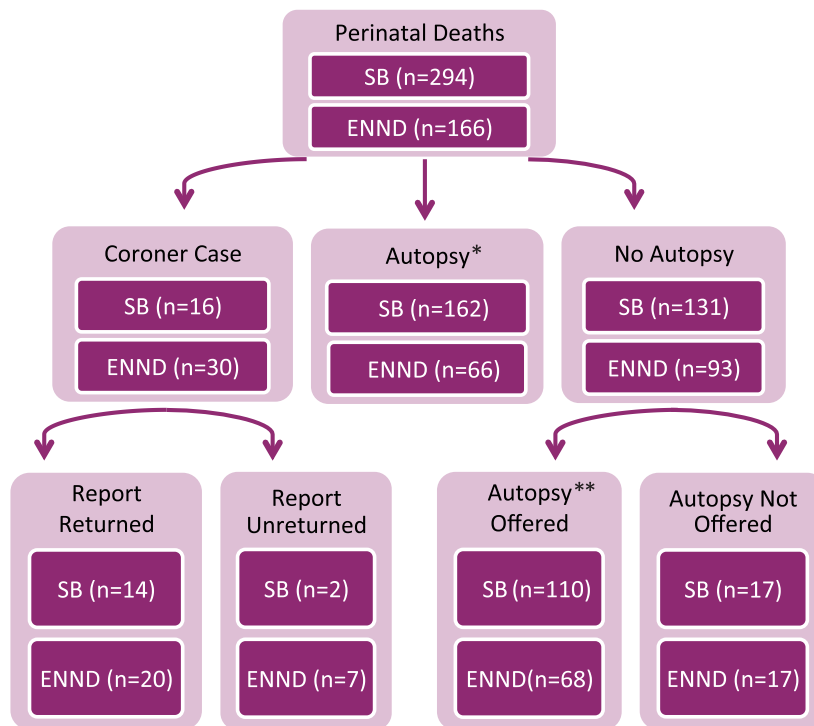 Perinatal Deaths
SB (n=294)
ENND (n=166)
Coroner Case
SB (n=16)
ENND (n=30)
Autopsy*
SB (n=162)
ENND (n=66)
No Autopsy
SB (n=131)
ENND (n=93)
Report
Returned
SB (n=14)
ENND (n=20)
Report
Unreturned
SB (n=2)
ENND (n=7)
Autopsy**
Offered
SB (n=110)
ENND(n=68)
Autopsy Not
Offered
SB (n=17)
ENND (n=17)